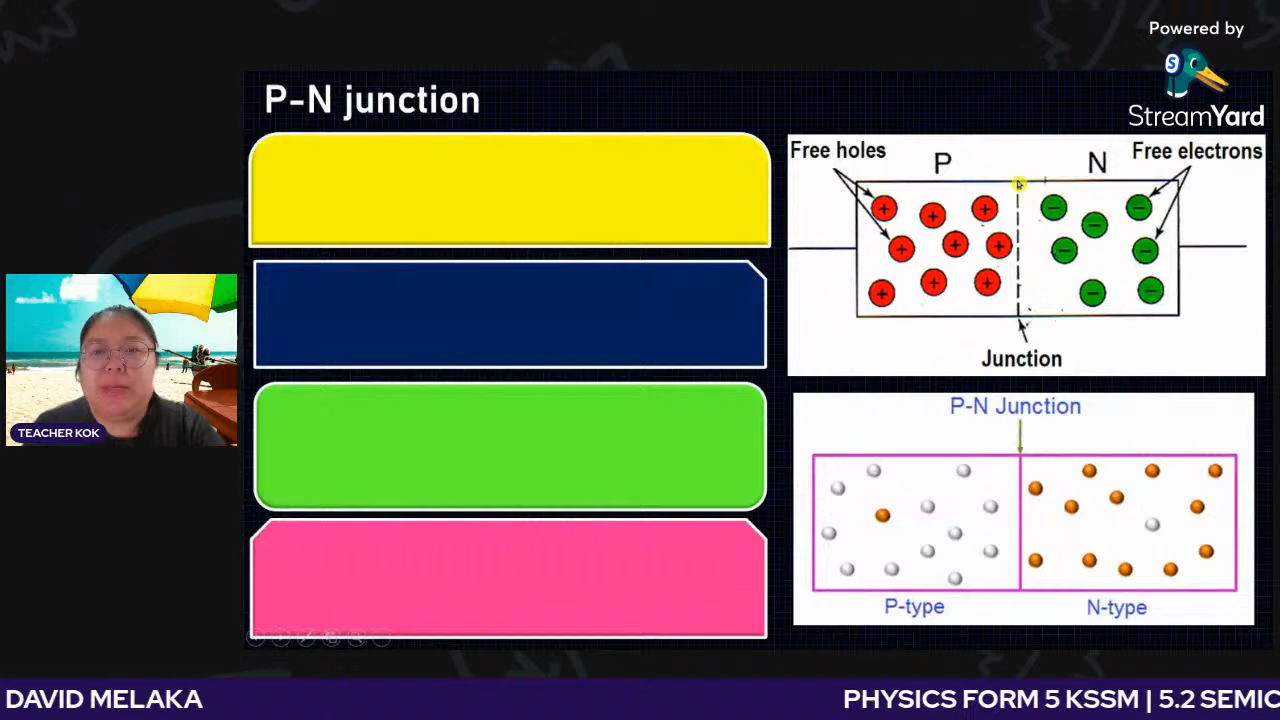 Powered by
S
StreamYard
P-N junction
Free holes
P
N
Free electrons
Junction
P-N Junction
P-type
N-type
TEACHER KOK
DAVID MELAKA
PHYSICS FORM 5 KSSM | 5.2 SEMIC